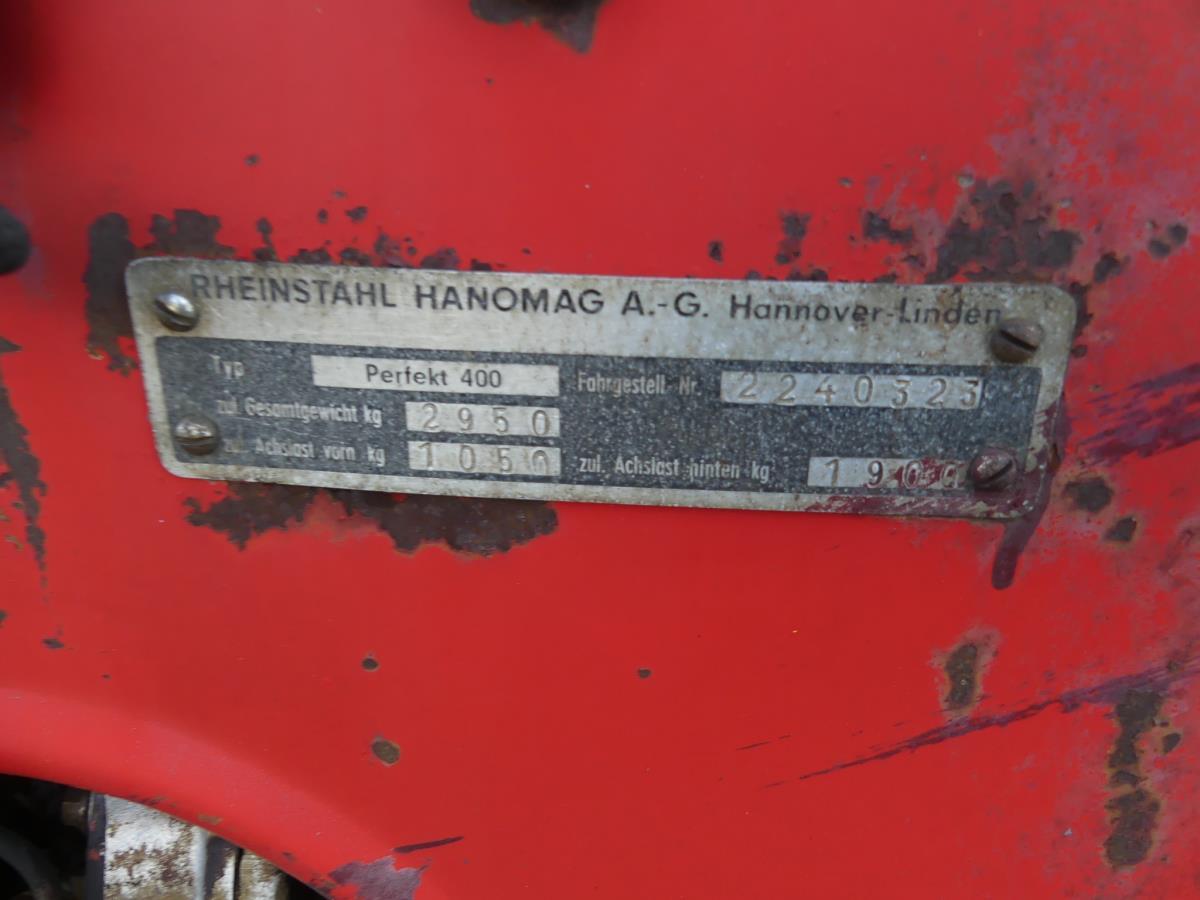 RHEINSTAHL HANOMAG A.-G. Hannover-Linden
Typ Perfekt 400 Fahrgestell Nr. 2240323
zul. Gesamtgewicht kg 2950
zul. Achslast vorn kg 1050 zul. Achslast hinten kg 1900